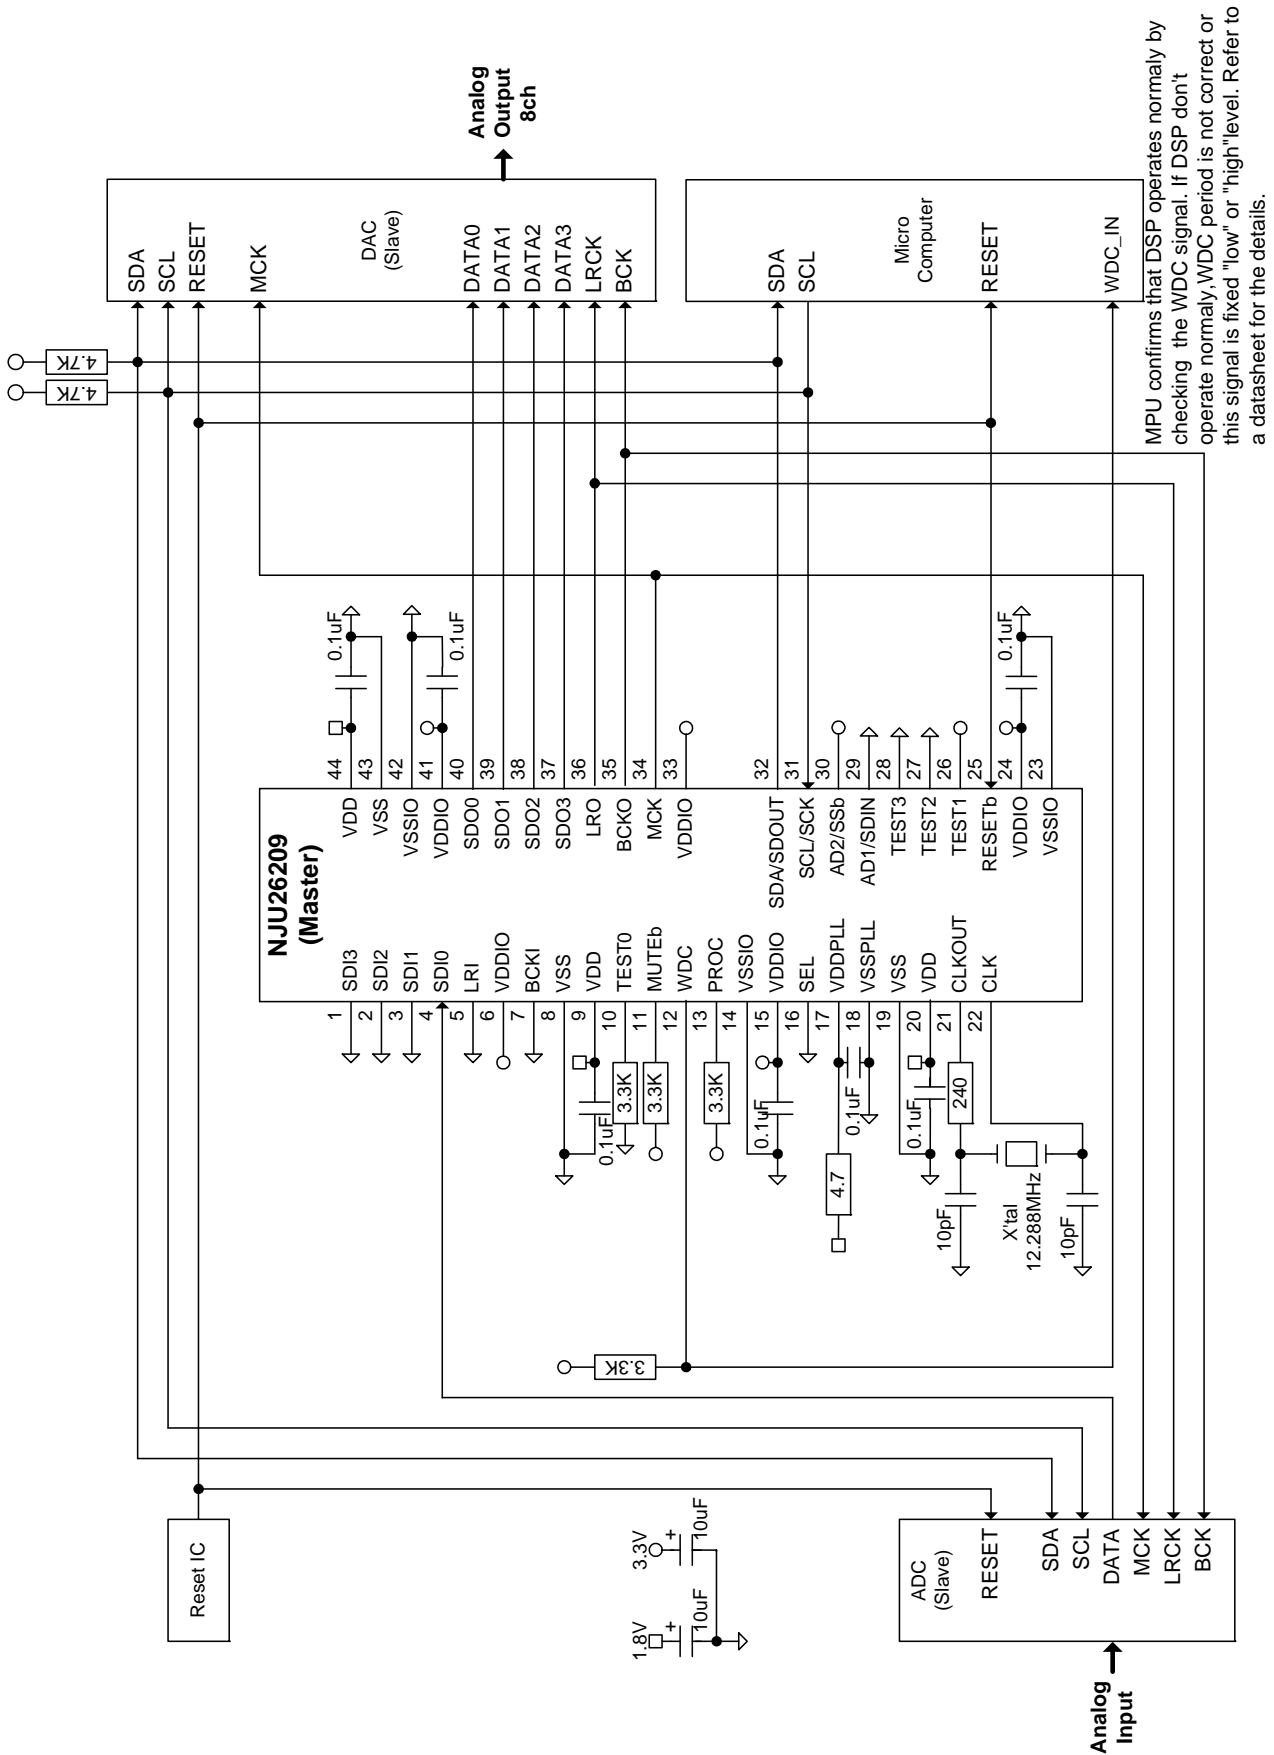 Analog
Output
8ch
SDA
SCL
RESET
MCK
DAC
(Slave)
DATA0
DATA1
DATA2
DATA3
LRCK
BCK
SDA
SCL
Micro
Computer
RESET
WDC_IN
MPU confirms that DSP operates normaly by
checking the WDC signal. If DSP don't
operate normaly,WDC period is not correct or
this signal is fixed "low" or "high"level. Refer to
a datasheet for the details.
4.7K
4.7K
0.1uF
0.1uF
0.1uF
44
43
42
41
40
39
38
37
36
35
34
33
32
31
30
29
28
27
26
25
24
23
VDD
VSS
VSSIO
VDDIO
SDO0
SDO1
SDO2
SDO3
LRO
BCKO
MCK
VDDIO
SDA/SDOUT
SCL/SCK
AD2/SSb
AD1/SDIN
TEST3
TEST2
TEST1
RESETb
VDDIO
VSSIO
NJU26209
(Master)
SDI3
SDI2
SDI1
SDI0
LRI
VDDIO
BCKI
VSS
VDD
TEST0
MUTEb
WDC
PROC
VSSIO
VDDIO
SEL
VDDPLL
VSSPLL
VSS
VDD
CLKOUT
CLK
1
2
3
4
5
6
7
8
9
10
11
12
13
14
15
16
17
18
19
20
21
22
0.1uF
3.3K
3.3K
3.3K
0.1uF
4.7
0.1uF
0.1uF
240
10pF
X'tal
12.288MHz
10pF
3.3K
Reset IC
3.3V
+
10uF
1.8V
+
10uF
ADC
(Slave)
RESET
SDA
SCL
DATA
MCK
LRCK
BCK
Analog
Input